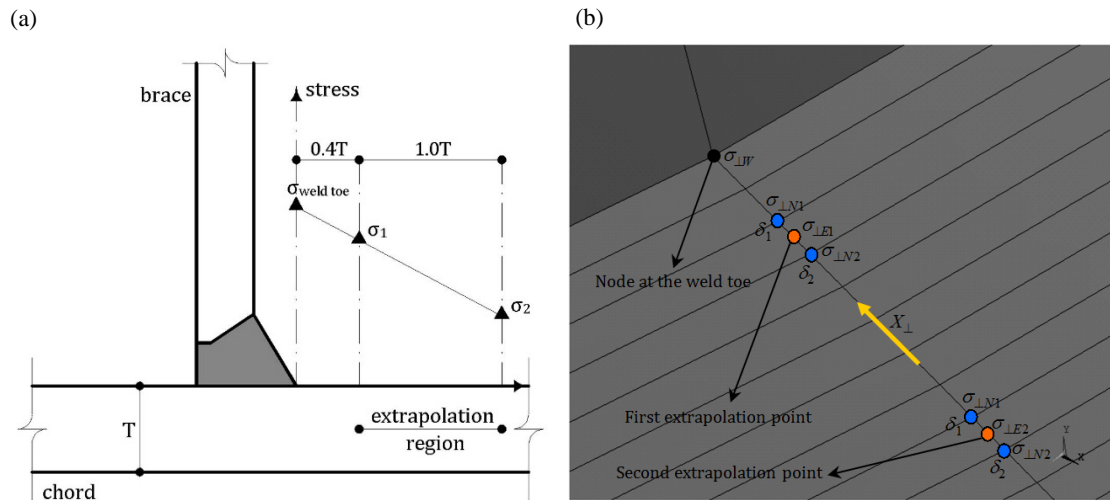 (a)
(b)
brace
stress
0.4T
1.0T
σweld toe
σ1
σ2
T
extrapolation
region
chord
σ⊥W
σ⊥N1
δ1
σ⊥E1
σ⊥N2
δ2
Node at the weld toe
X⊥
First extrapolation point
σ⊥N1
δ1
σ⊥E2
σ⊥N2
δ2
Second extrapolation point
Y
X